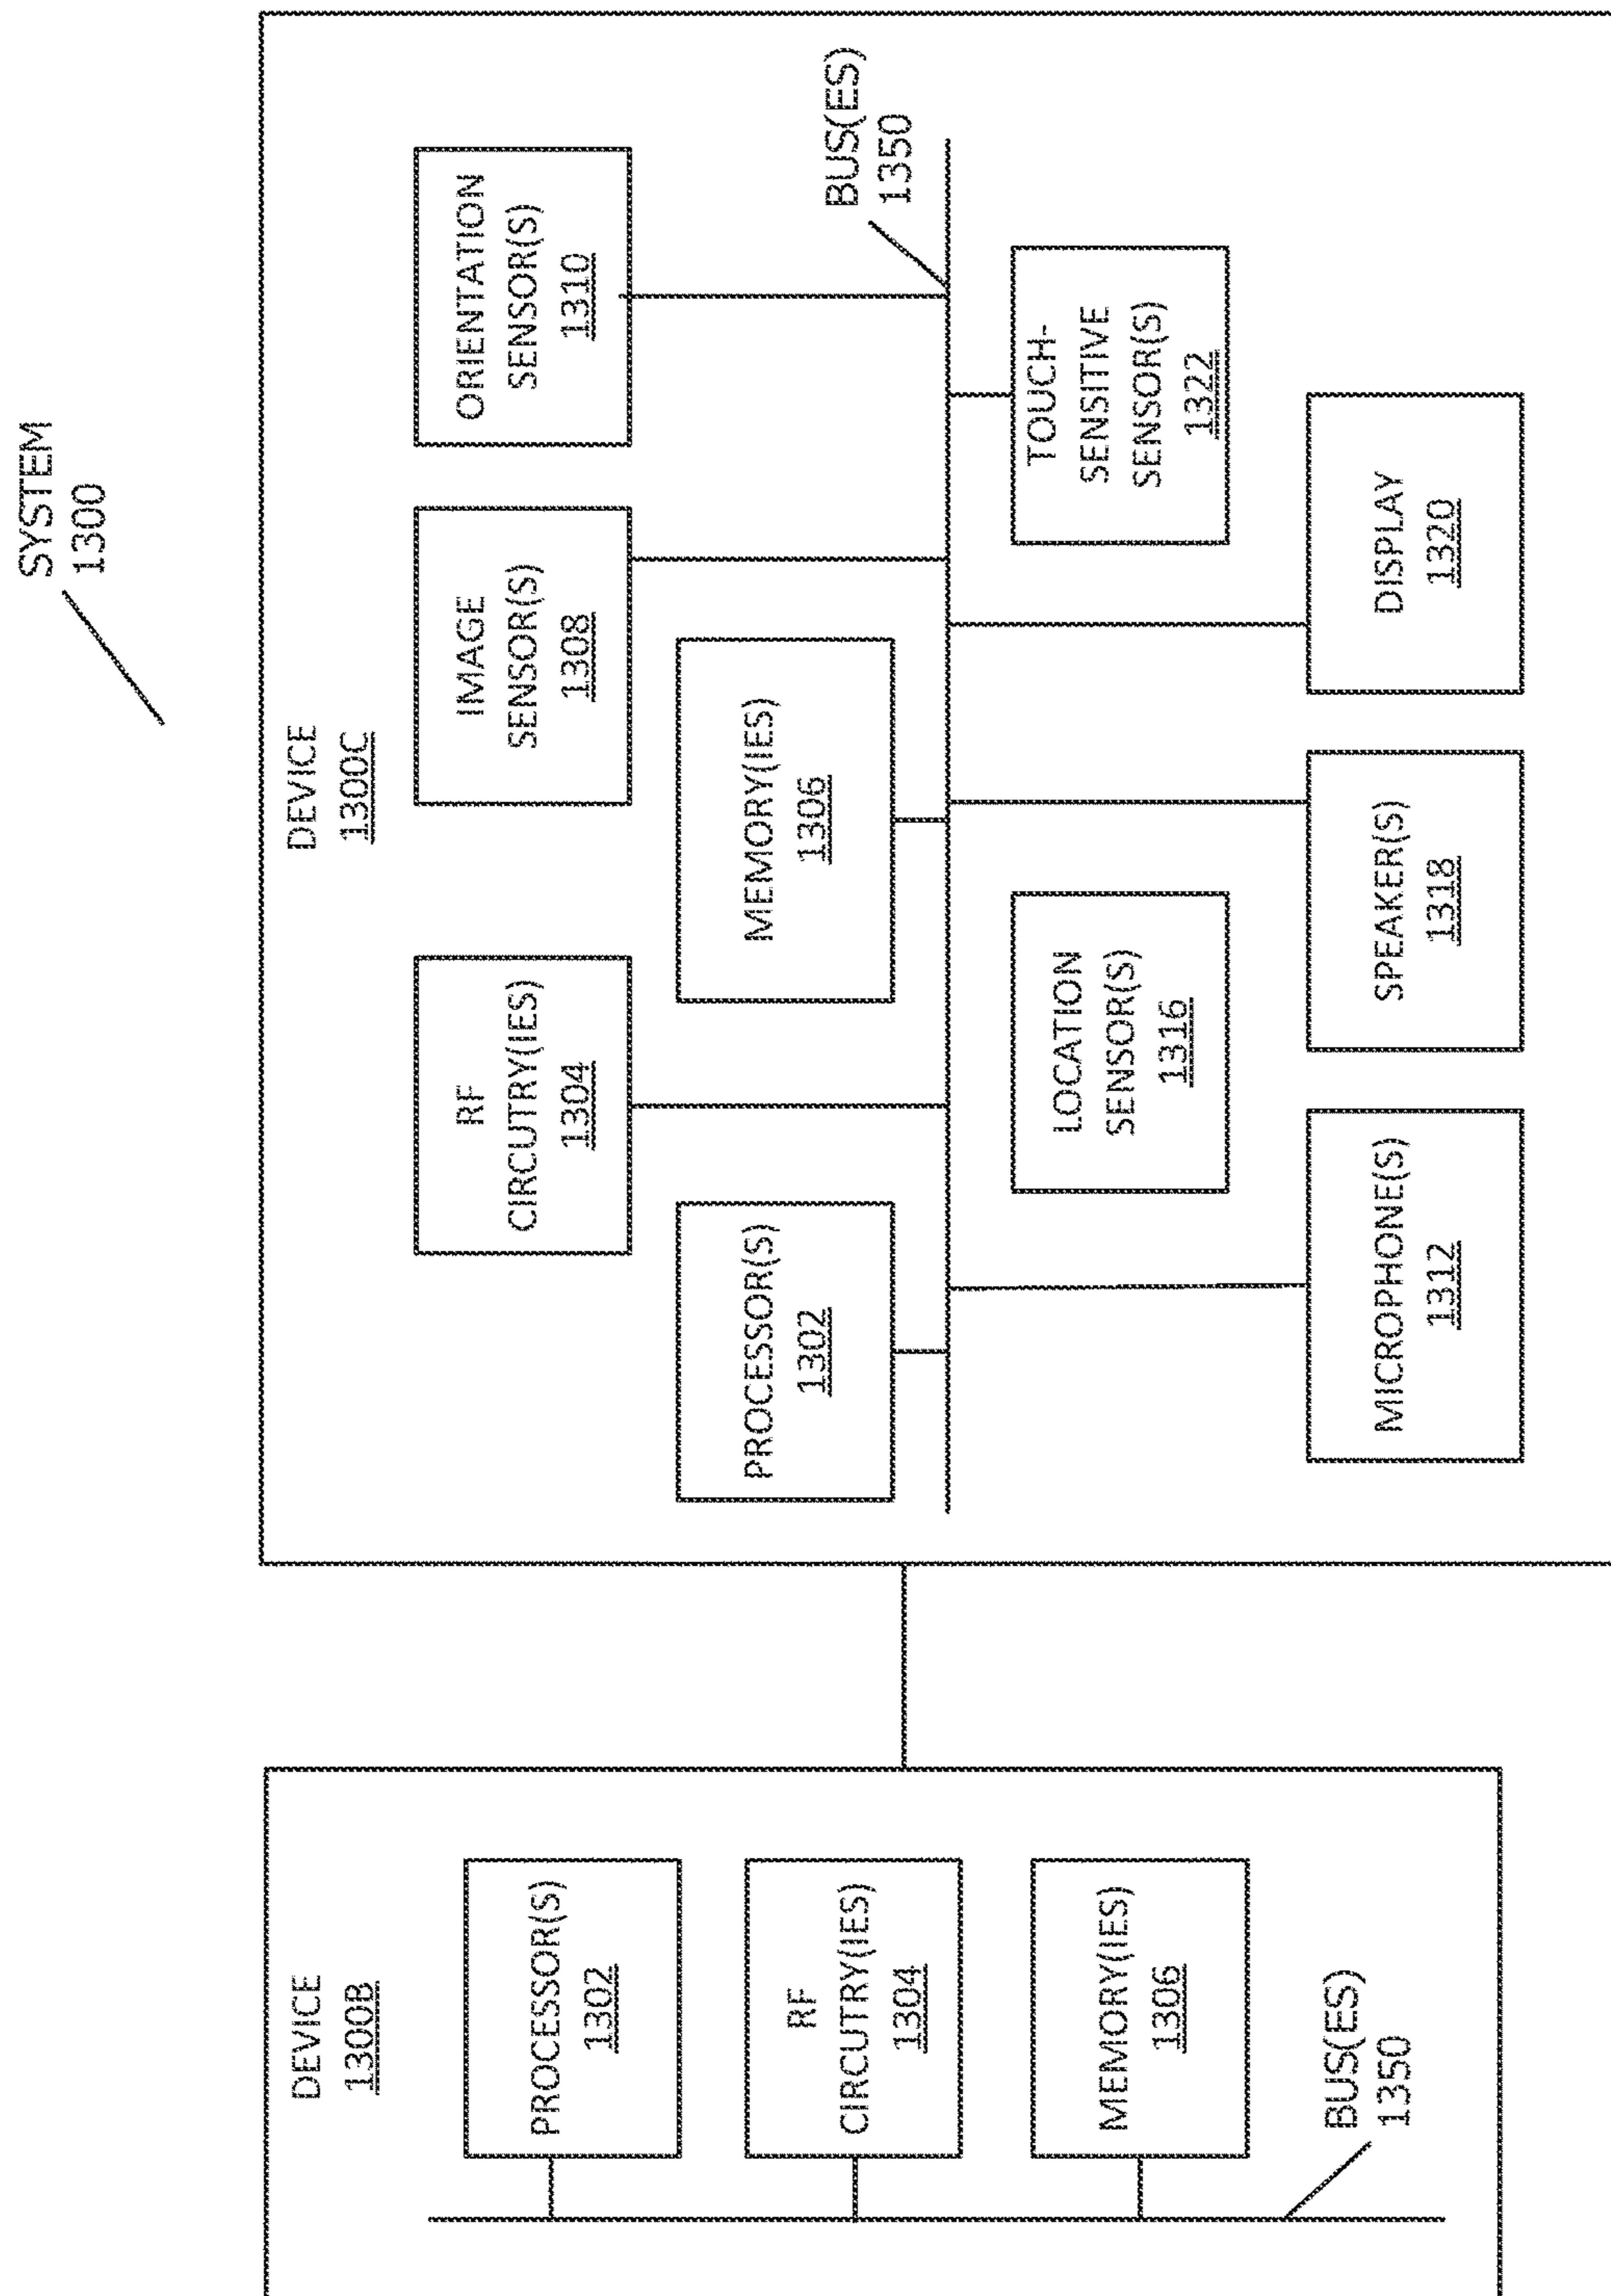 SYSTEM
1300
DEVICE
1300B
PROCESSOR(S)
1302
RF
CIRCUTRY(IES)
1304
MEMORY(IES)
1306
BUS(ES)
1350
DEVICE
1300C
RF
CIRCUTRY(IES)
1304
IMAGE
SENSOR(S)
1308
ORIENTATION
SENSOR(S)
1310
PROCESSOR(S)
1302
MEMORY(IES)
1306
BUS(ES)
1350
LOCATION
SENSOR(S)
1316
TOUCH-
SENSITIVE
SENSOR(S)
1322
MICROPHONE(S)
1312
SPEAKER(S)
1318
DISPLAY
1320